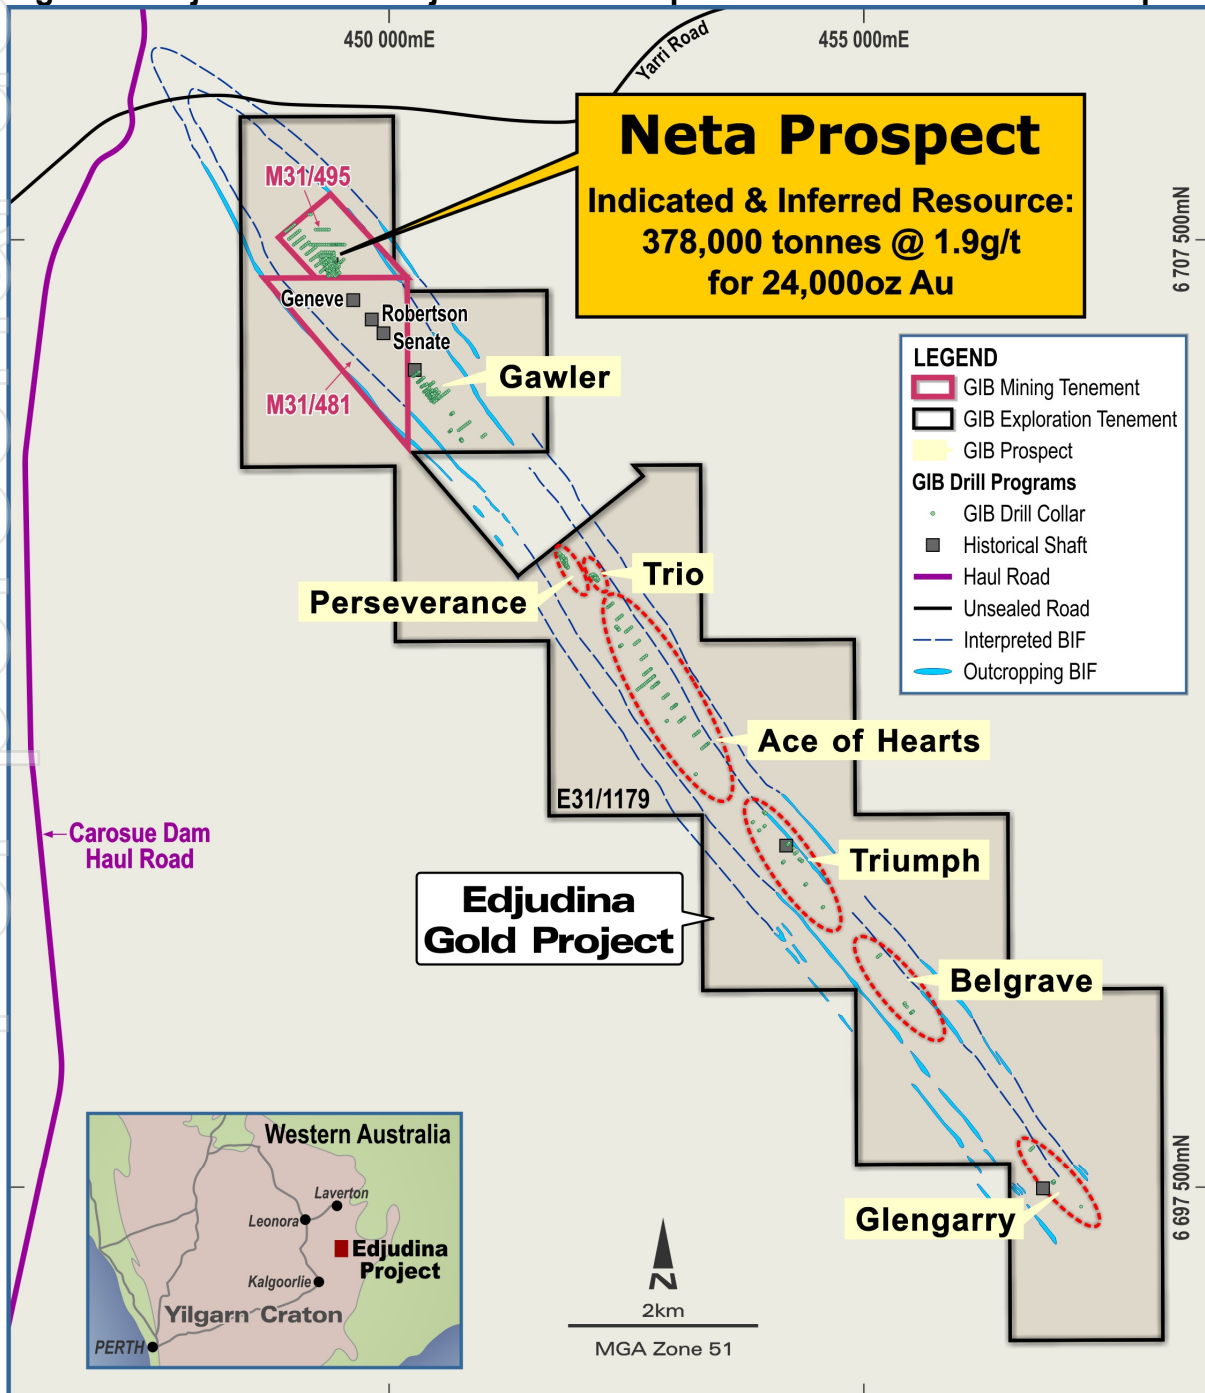 450 000mE
455 000mE
Yarri Road
Neta Prospect
Indicated & Inferred Resource:
378,000 tonnes @ 1.9g/t
for 24,000oz Au
6 707 500mN
M31/495
Geneve
Robertson
Senate
Gawler
M31/481
LEGEND
GIB Mining Tenement
GIB Exploration Tenement
GIB Prospect
GIB Drill Programs
GIB Drill Collar
Historical Shaft
Haul Road
Unsealed Road
Interpreted BIF
Outcropping BIF
Trio
Perseverance
Ace of Hearts
E31/1179
Carosue Dam
Haul Road
Triumph
Edjudina
Gold Project
Belgrave
Glengarry
6 697 500mN
Western Australia
Laverton
Leonora
Edjudina
Project
Kalgoorlie
Yilgarn Craton
PERTH
N
2km
MGA Zone 51